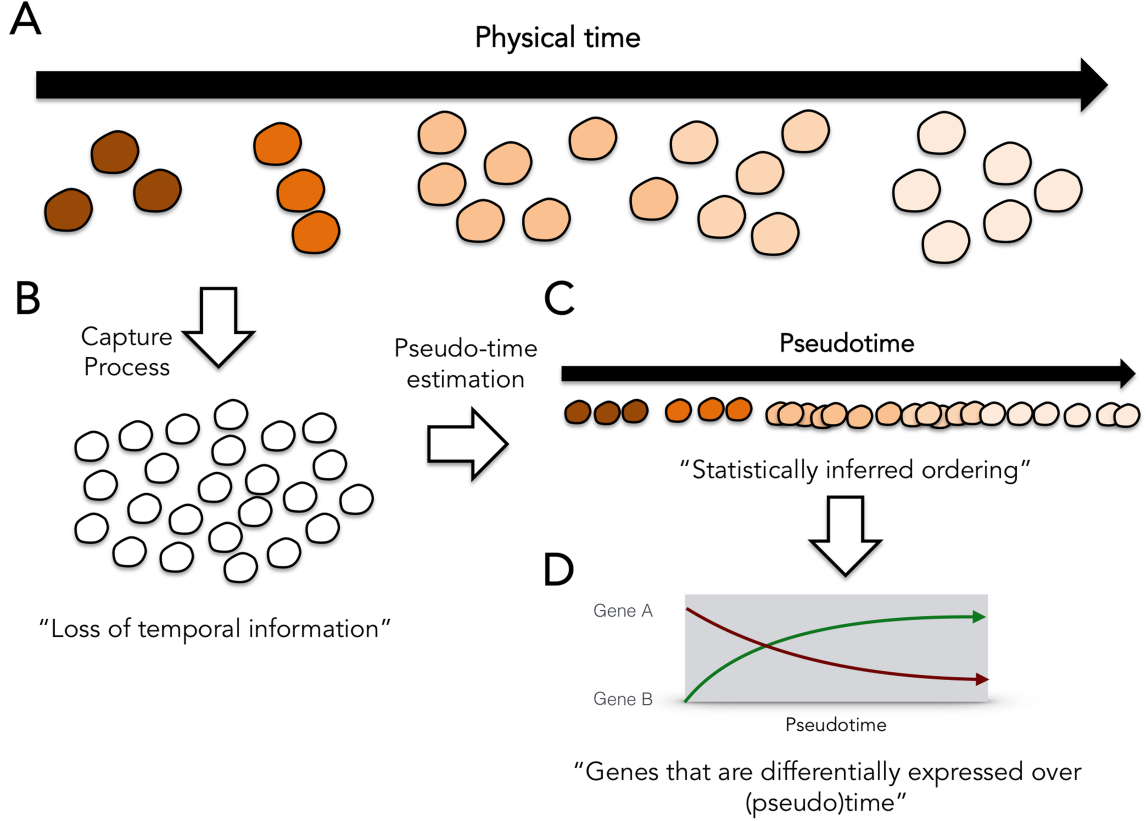 A
Physical time
B
Capture
Process
Pseudo-time
estimation
“Loss of temporal information”
C
Pseudotime
“Statistically inferred ordering”
D
Gene A
Gene B
Pseudotime
“Genes that are differentially expressed over
(pseudo)time”